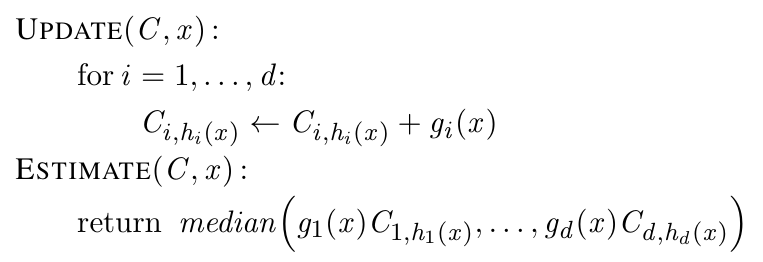 UPDATE(C, x):
for i = 1, . . . , d:
C_{i,h_i(x)} ← C_{i,h_i(x)} + g_i(x)
ESTIMATE(C, x):
return median(g_1(x)C_{1,h_1(x)}, . . . , g_d(x)C_{d,h_d(x)})